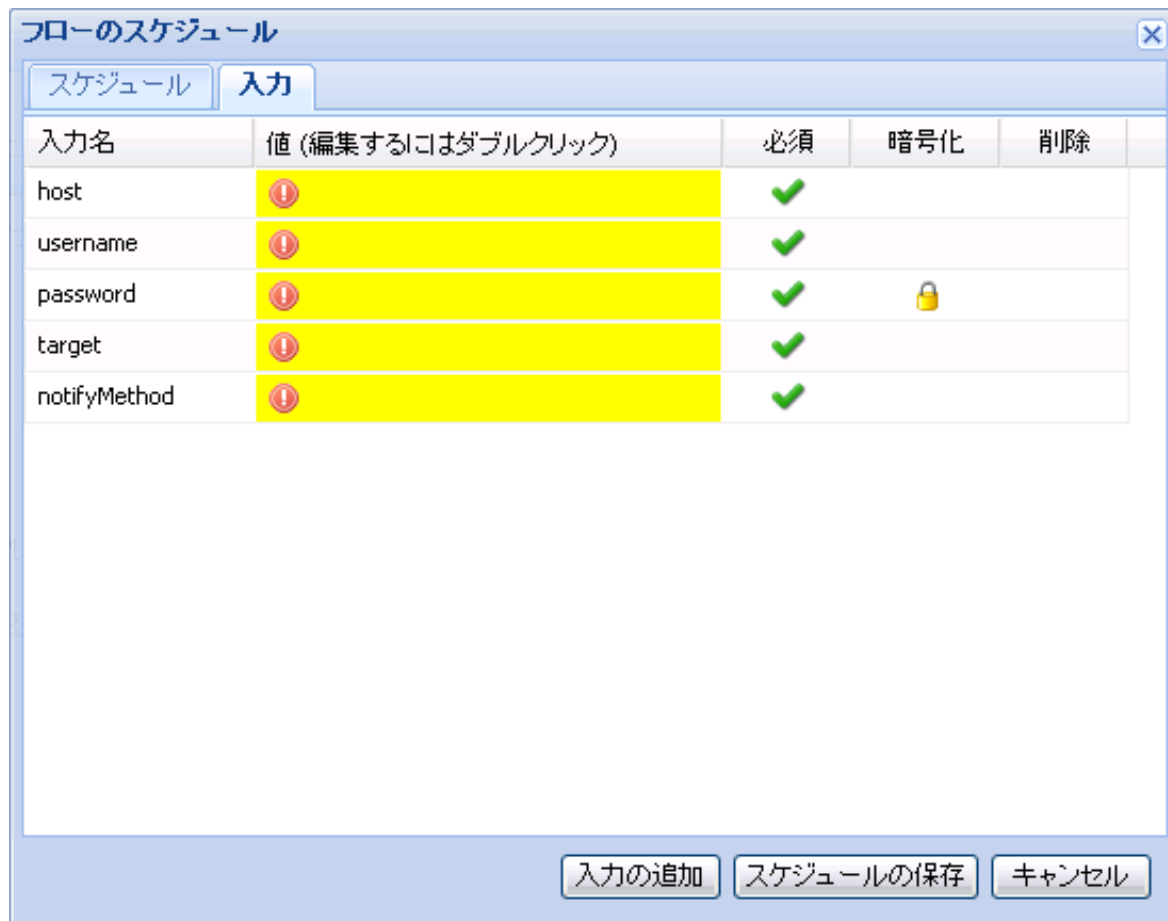 フローのスケジュール
スケジュール 入力
入力名 値 (編集するにはダブルクリック) 必須 暗号化 削除
host
username
password
target
notifyMethod
入力の追加 スケジュールの保存 キャンセル